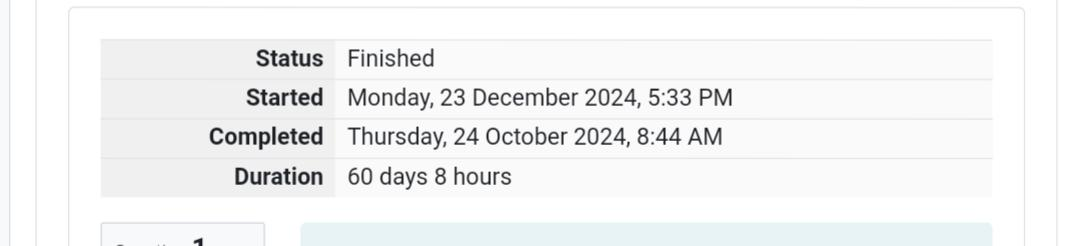 Status Finished
Started Monday, 23 December 2024, 5:33 PM
Completed Thursday, 24 October 2024, 8:44 AM
Duration 60 days 8 hours
1